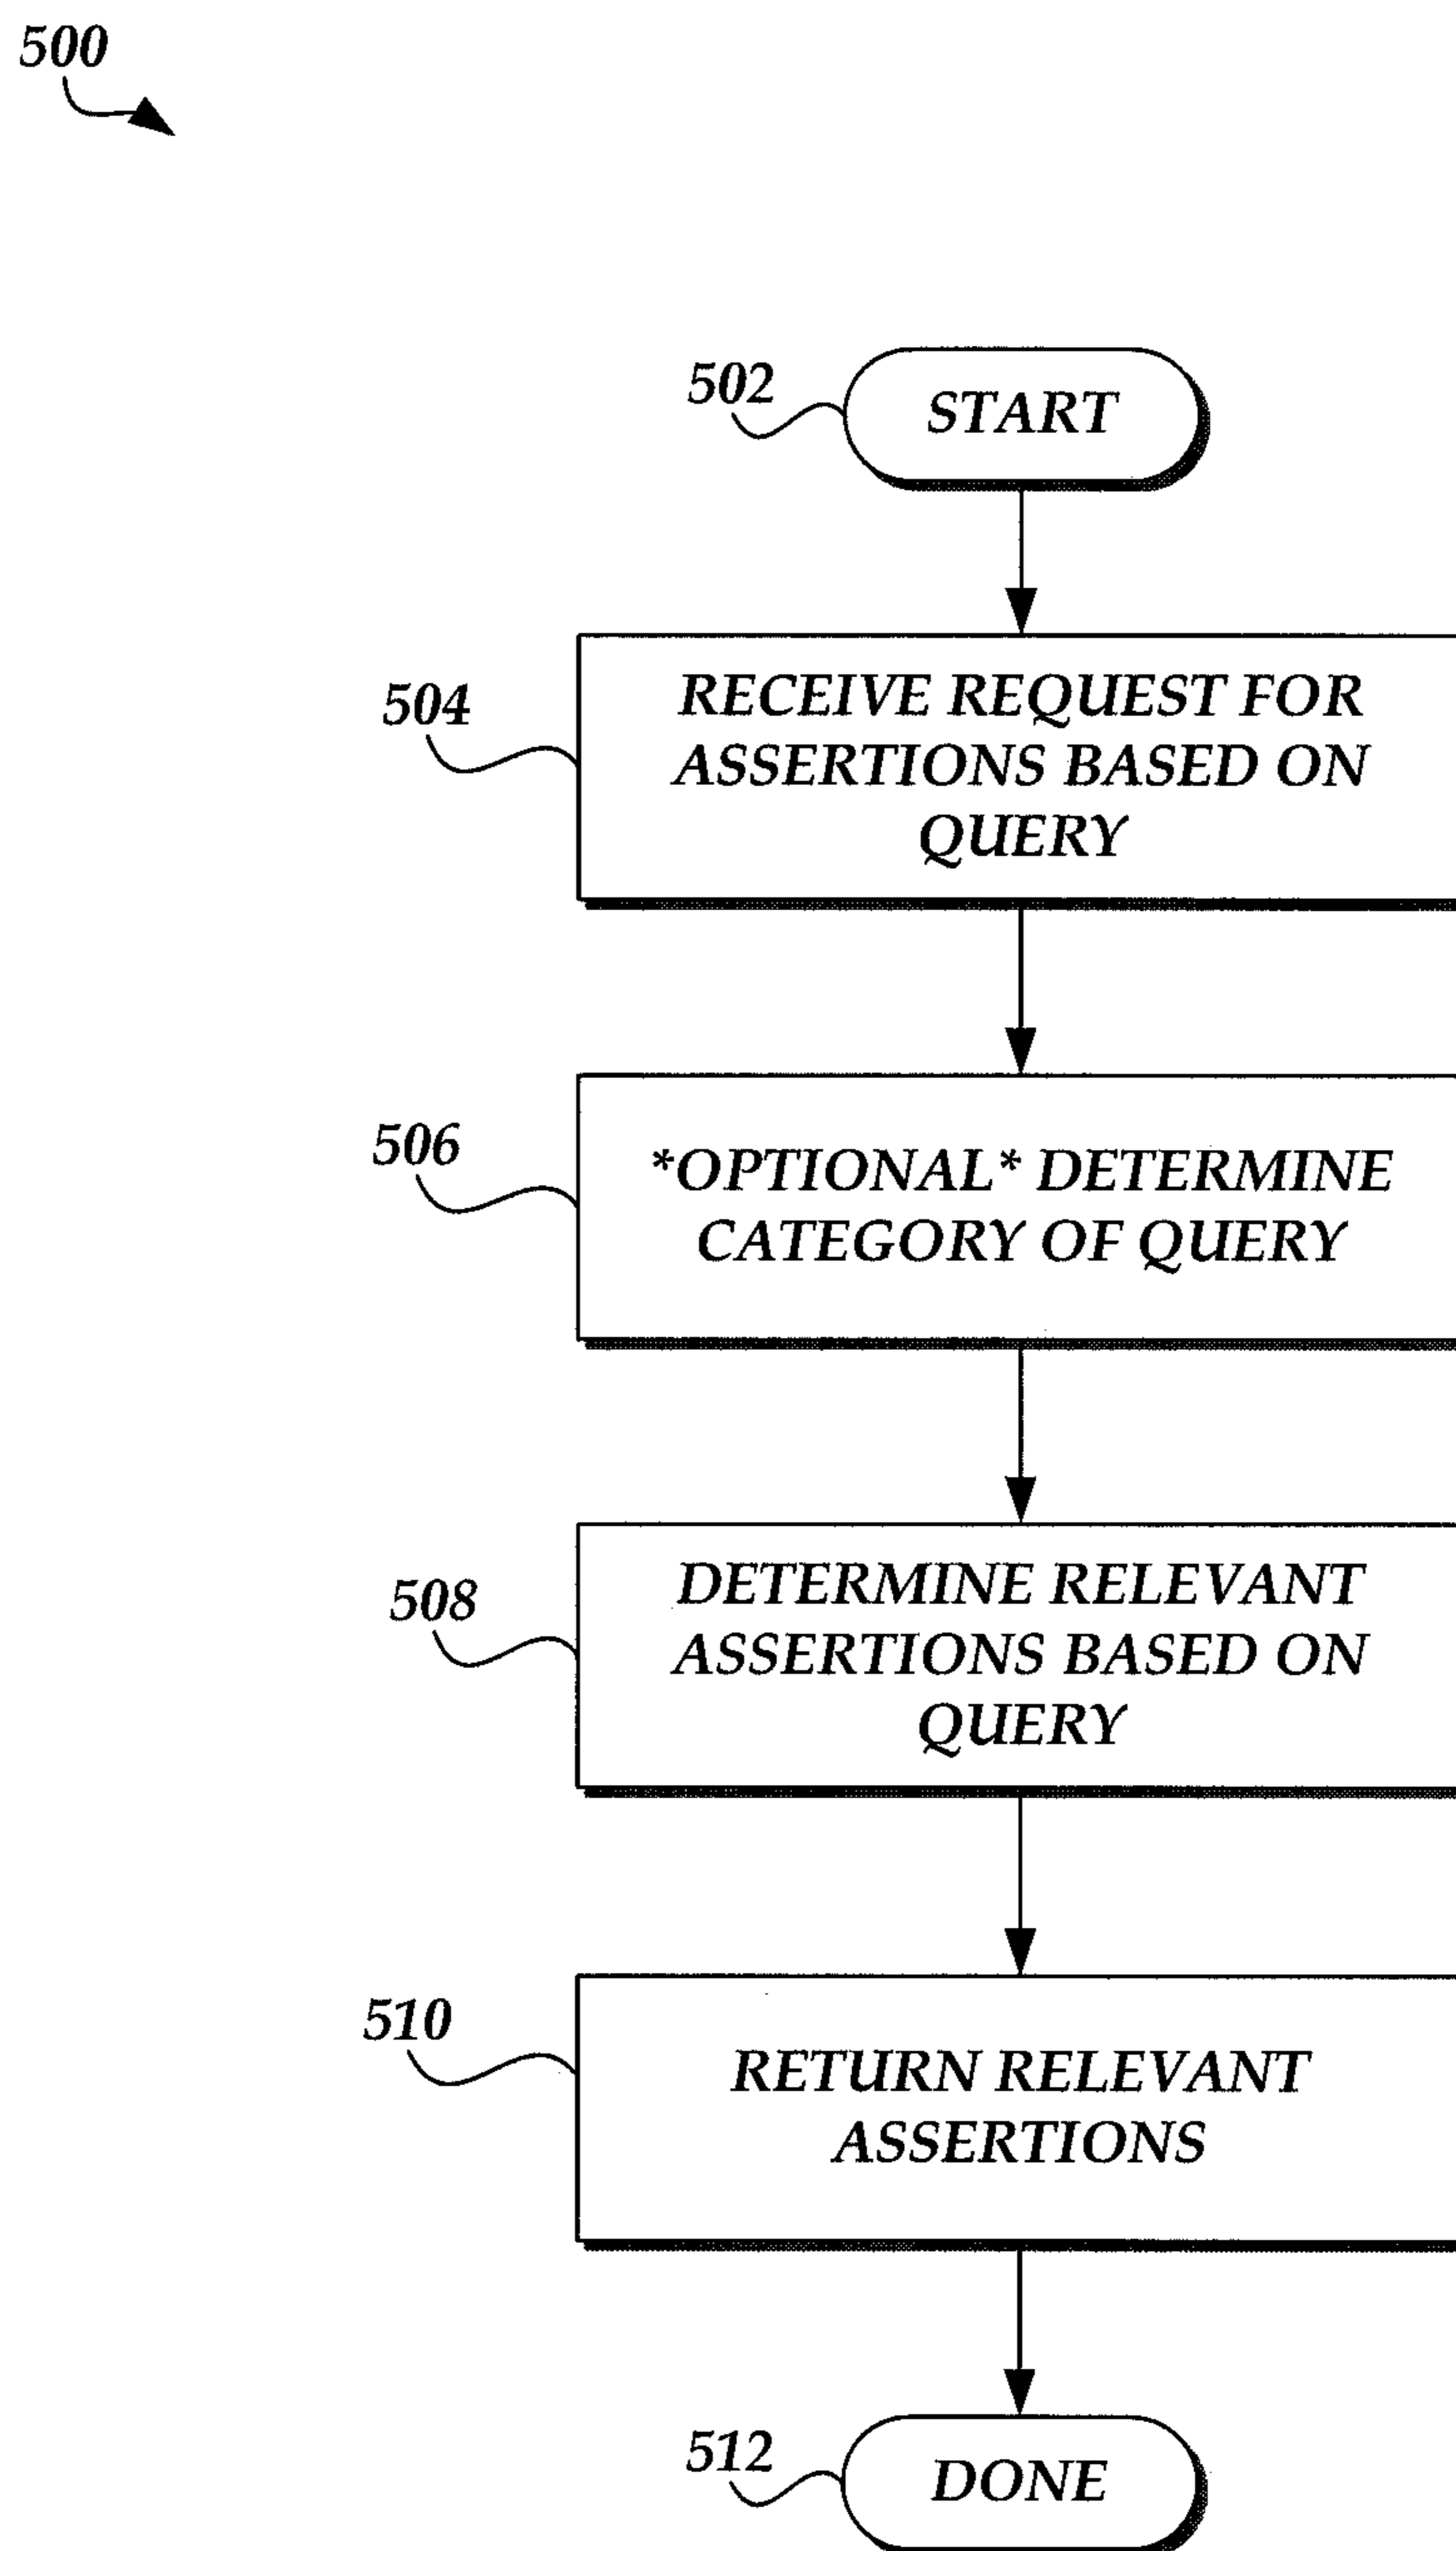 500
502
START
504
RECEIVE REQUEST FOR
ASSERTIONS BASED ON
QUERY
506
*OPTIONAL* DETERMINE
CATEGORY OF QUERY
508
DETERMINE RELEVANT
ASSERTIONS BASED ON
QUERY
510
RETURN RELEVANT
ASSERTIONS
512
DONE